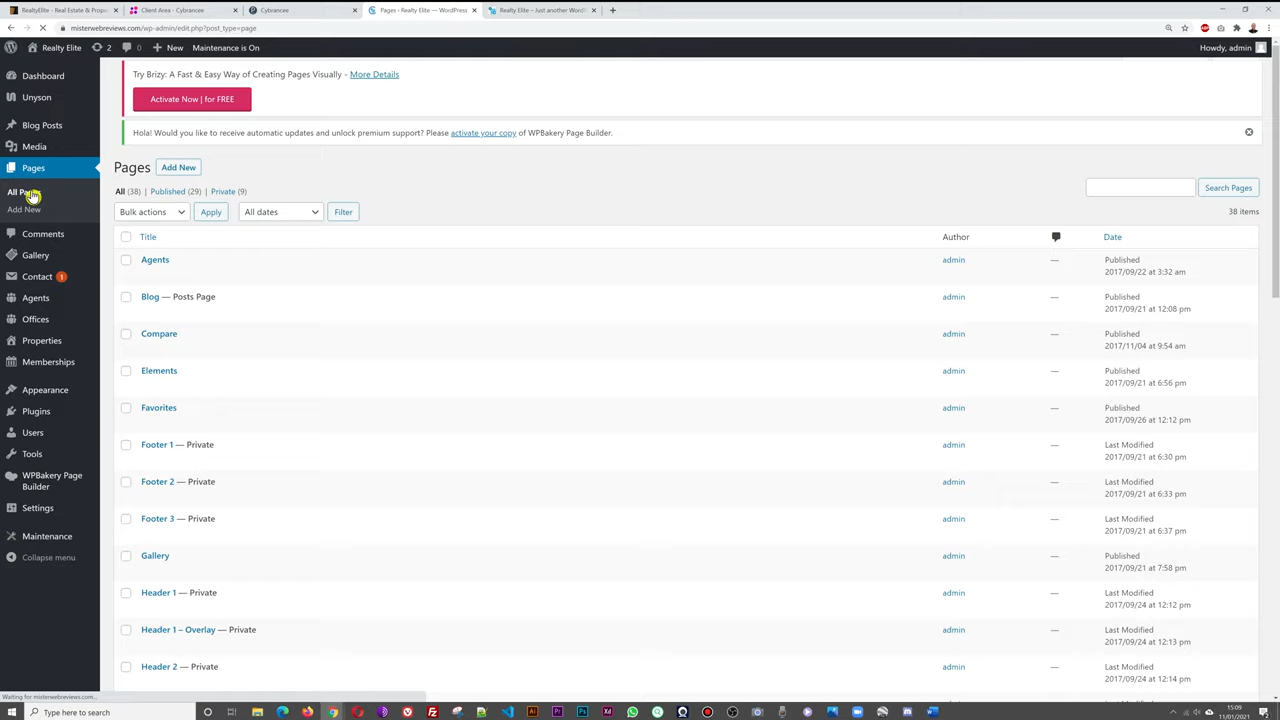 RealtyElite - Real Estate & Prope
Client Area - Cybrancee
Cybrancee
Pages ‹ Realty Elite — WordPress
Realty Elite – Just another Word
misterwebreviews.com/wp-admin/edit.php?post_type=page
Realty Elite
2
0
New
Maintenance is On
Howdy, admin
Dashboard
Unyson
Blog Posts
Media
Pages
All Pages
Add New
Comments
Gallery
Contact 1
Agents
Offices
Properties
Memberships
Appearance
Plugins
Users
Tools
WPBakery Page
Builder
Settings
Maintenance
Collapse menu
Try Brizy: A Fast & Easy Way of Creating Pages Visually - More Details
Activate Now | for FREE
Hola! Would you like to receive automatic updates and unlock premium support? Please activate your copy of WPBakery Page Builder.
Pages Add New
All (38) | Published (29) | Private (9)
Search Pages
Bulk actions Apply All dates Filter
38 items
Title Author Date
Agents admin — Published
2017/09/22 at 3:32 am
Blog — Posts Page admin — Published
2017/09/21 at 12:08 pm
Compare admin — Published
2017/11/04 at 9:54 am
Elements admin — Published
2017/09/21 at 6:56 pm
Favorites admin — Published
2017/09/26 at 12:12 pm
Footer 1 — Private admin — Last Modified
2017/09/21 at 6:30 pm
Footer 2 — Private admin — Last Modified
2017/09/21 at 6:33 pm
Footer 3 — Private admin — Last Modified
2017/09/21 at 6:37 pm
Gallery admin — Published
2017/09/21 at 7:58 pm
Header 1 — Private admin — Last Modified
2017/09/24 at 12:12 pm
Header 1 – Overlay — Private admin — Last Modified
2017/09/24 at 12:13 pm
Header 2 — Private admin — Last Modified
2017/09/24 at 12:14 pm
Waiting for misterwebreviews.com...
Type here to search
15:09
11/01/2021